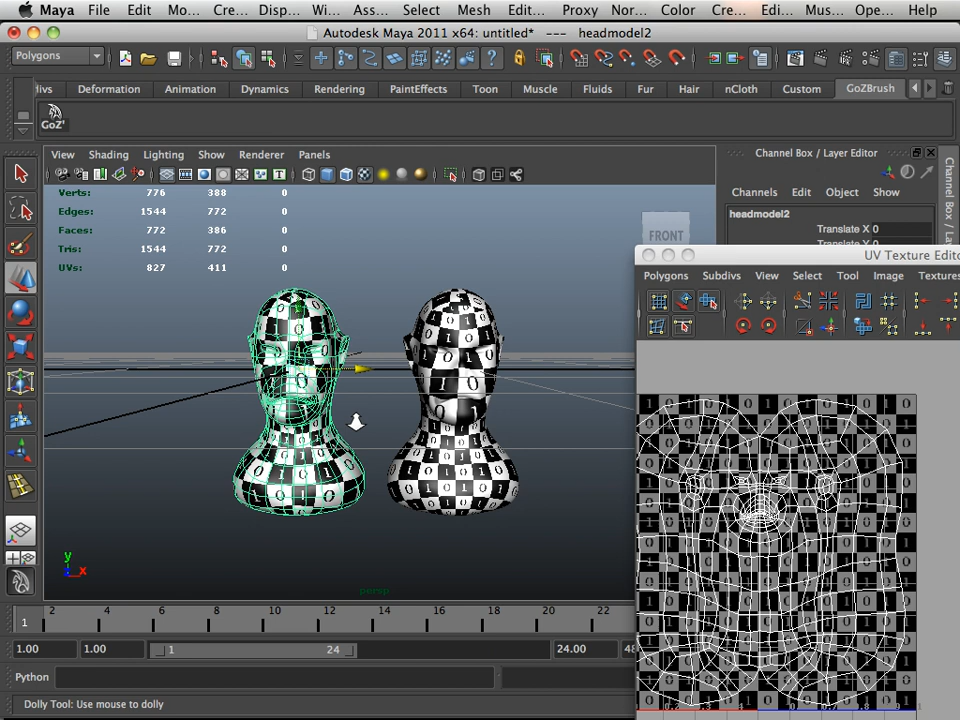 Maya File Edit Mo... Cre... Disp... Wi... Ass... Select Mesh Edit... Proxy Nor... Color Cre... Edi... Mus... Ope... Help
Autodesk Maya 2011 x64: untitled* --- headmodel2
Polygons
ivs Deformation Animation Dynamics Rendering PaintEffects Toon Muscle Fluids Fur Hair nCloth Custom GoZBrush
GoZ'
View Shading Lighting Show Renderer Panels
Channel Box / Layer Editor
Channels Edit Object Show
headmodel2
Translate X 0
Channel Box / L
Verts: 776 388 0
Edges: 1544 772 0
Faces: 772 386 0
Tris: 1544 772 0
UVs: 827 411 0
FRONT
UV Texture Edito
Polygons Subdivs View Select Tool Image Textures
y
x
persp
2 4 6 8 10 12 14 16 18 20 22
1
1.00 1.00 1 24 24.00 48
Python
Dolly Tool: Use mouse to dolly